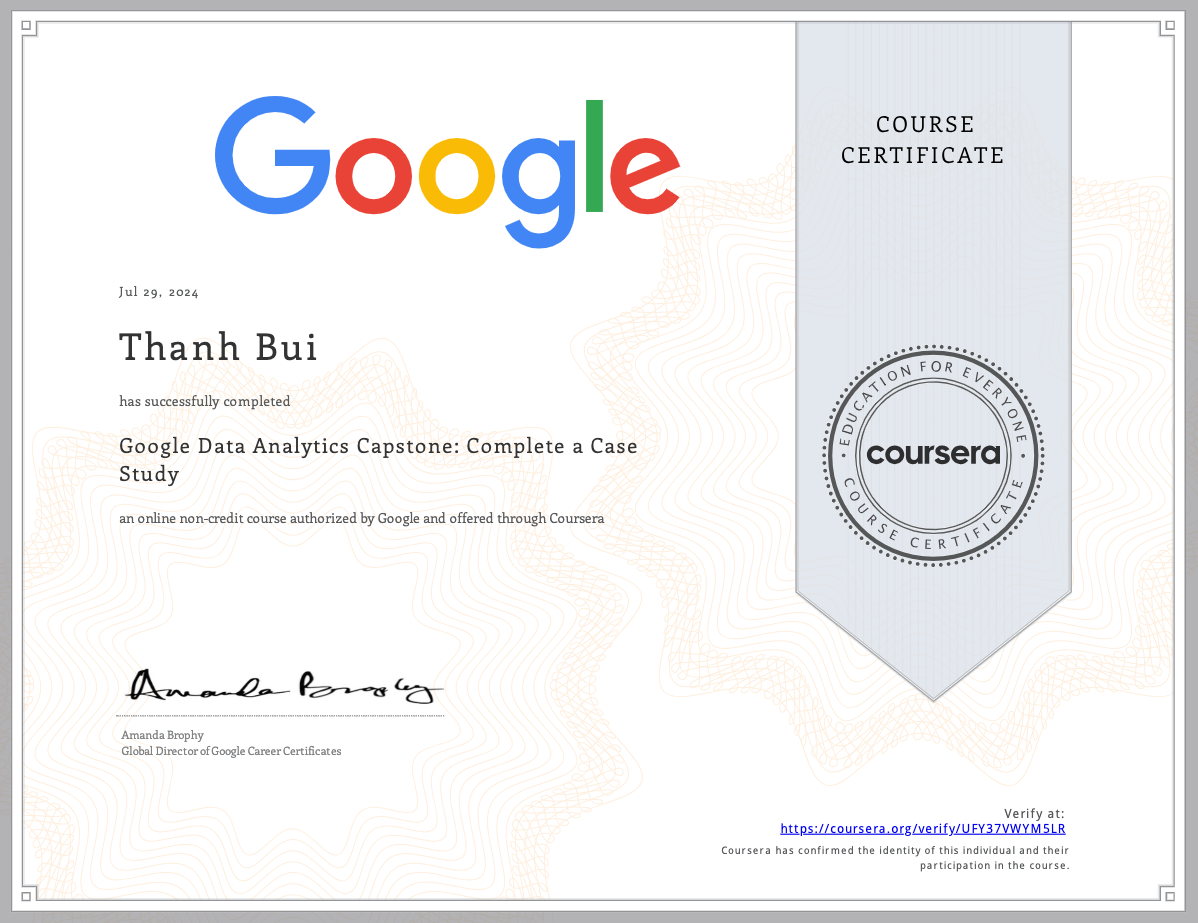 Google
COURSE
CERTIFICATE
Jul 29, 2024
Thanh Bui
has successfully completed
Google Data Analytics Capstone: Complete a Case
Study
an online non-credit course authorized by Google and offered through Coursera
EDUCATION FOR EVERYONE
coursera
COURSE CERTIFICATE
Amanda Brophy
Amanda Brophy
Global Director of Google Career Certificates
Verify at:
https://coursera.org/verify/UFY37VWYM5LR
Coursera has confirmed the identity of this individual and their
participation in the course.